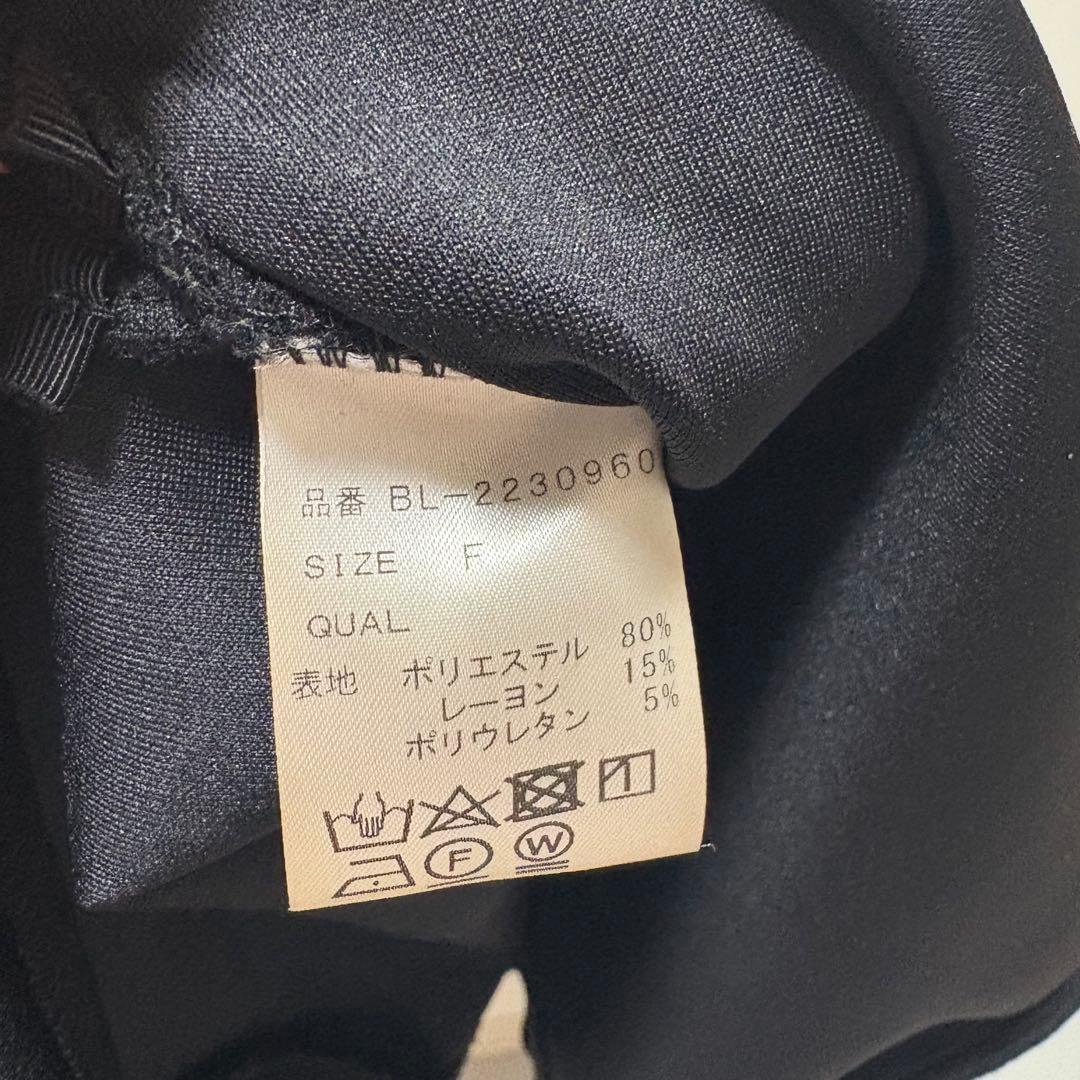 品番 BL-2230960
SIZE F
QUAL
表地 ポリエステル 80%
レーヨン 15%
ポリウレタン 5%
F W